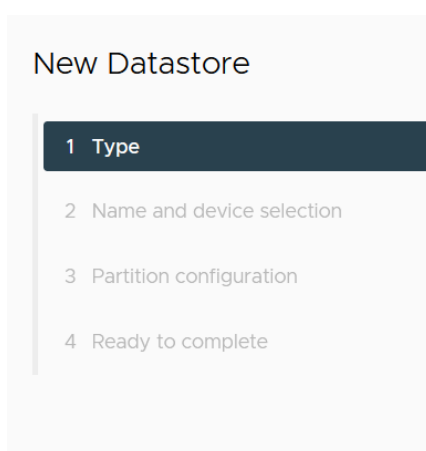 New Datastore
1 Type
2 Name and device selection
3 Partition configuration
4 Ready to complete